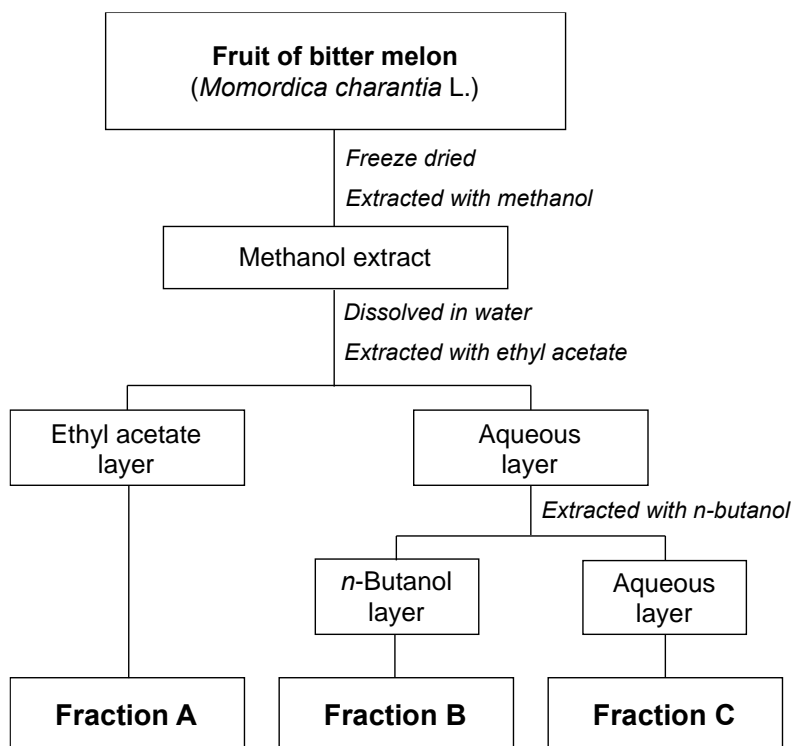 Fruit of bitter melon
(Momordica charantia L.)
Freeze dried
Extracted with methanol
Methanol extract
Dissolved in water
Extracted with ethyl acetate
Ethyl acetate
layer
Aqueous
layer
Extracted with n-butanol
n-Butanol
layer
Aqueous
layer
Fraction A
Fraction B
Fraction C